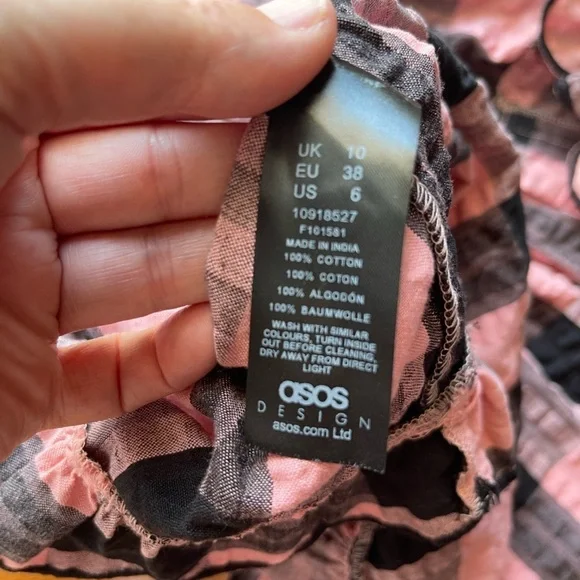 UK 10
EU 38
US 6
10918527
F101581
MADE IN INDIA
100% COTTON
100% COTON
100% ALGODÓN
100% BAUMWOLLE
WASH WITH SIMILAR
COLOURS, TURN INSIDE
OUT BEFORE CLEANING,
DRY AWAY FROM DIRECT
LIGHT
asos
DESIGN
asos.com Ltd